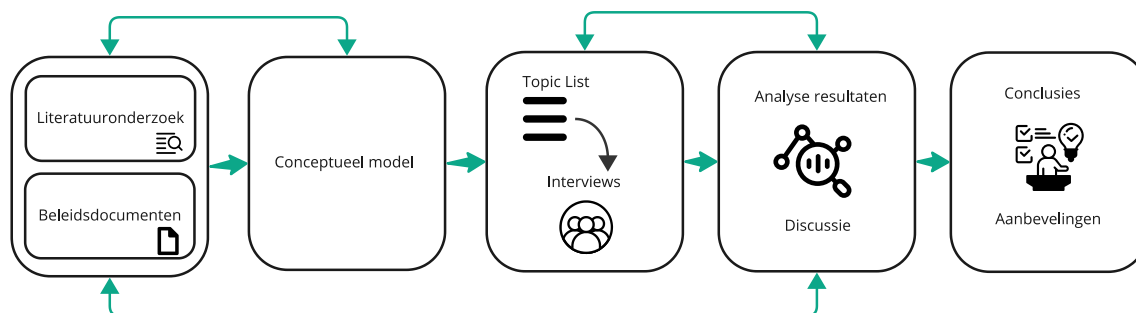 Literatuuronderzoek
Beleidsdocumenten
Conceptueel model
Topic List
Interviews
Analyse resultaten
Discussie
Conclusies
Aanbevelingen